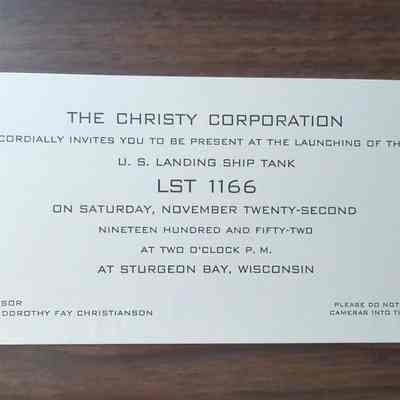 THE CHRISTY CORPORATION
CORDIALLY INVITES YOU TO BE PRESENT AT THE LAUNCHING OF TH
U. S. LANDING SHIP TANK
LST 1166
ON SATURDAY, NOVEMBER TWENTY-SECOND
NINETEEN HUNDRED AND FIFTY-TWO
AT TWO O'CLOCK P. M.
AT STURGEON BAY, WISCONSIN
SOR
DOROTHY FAY CHRISTIANSON
PLEASE DO NOT
CAMERAS INTO T